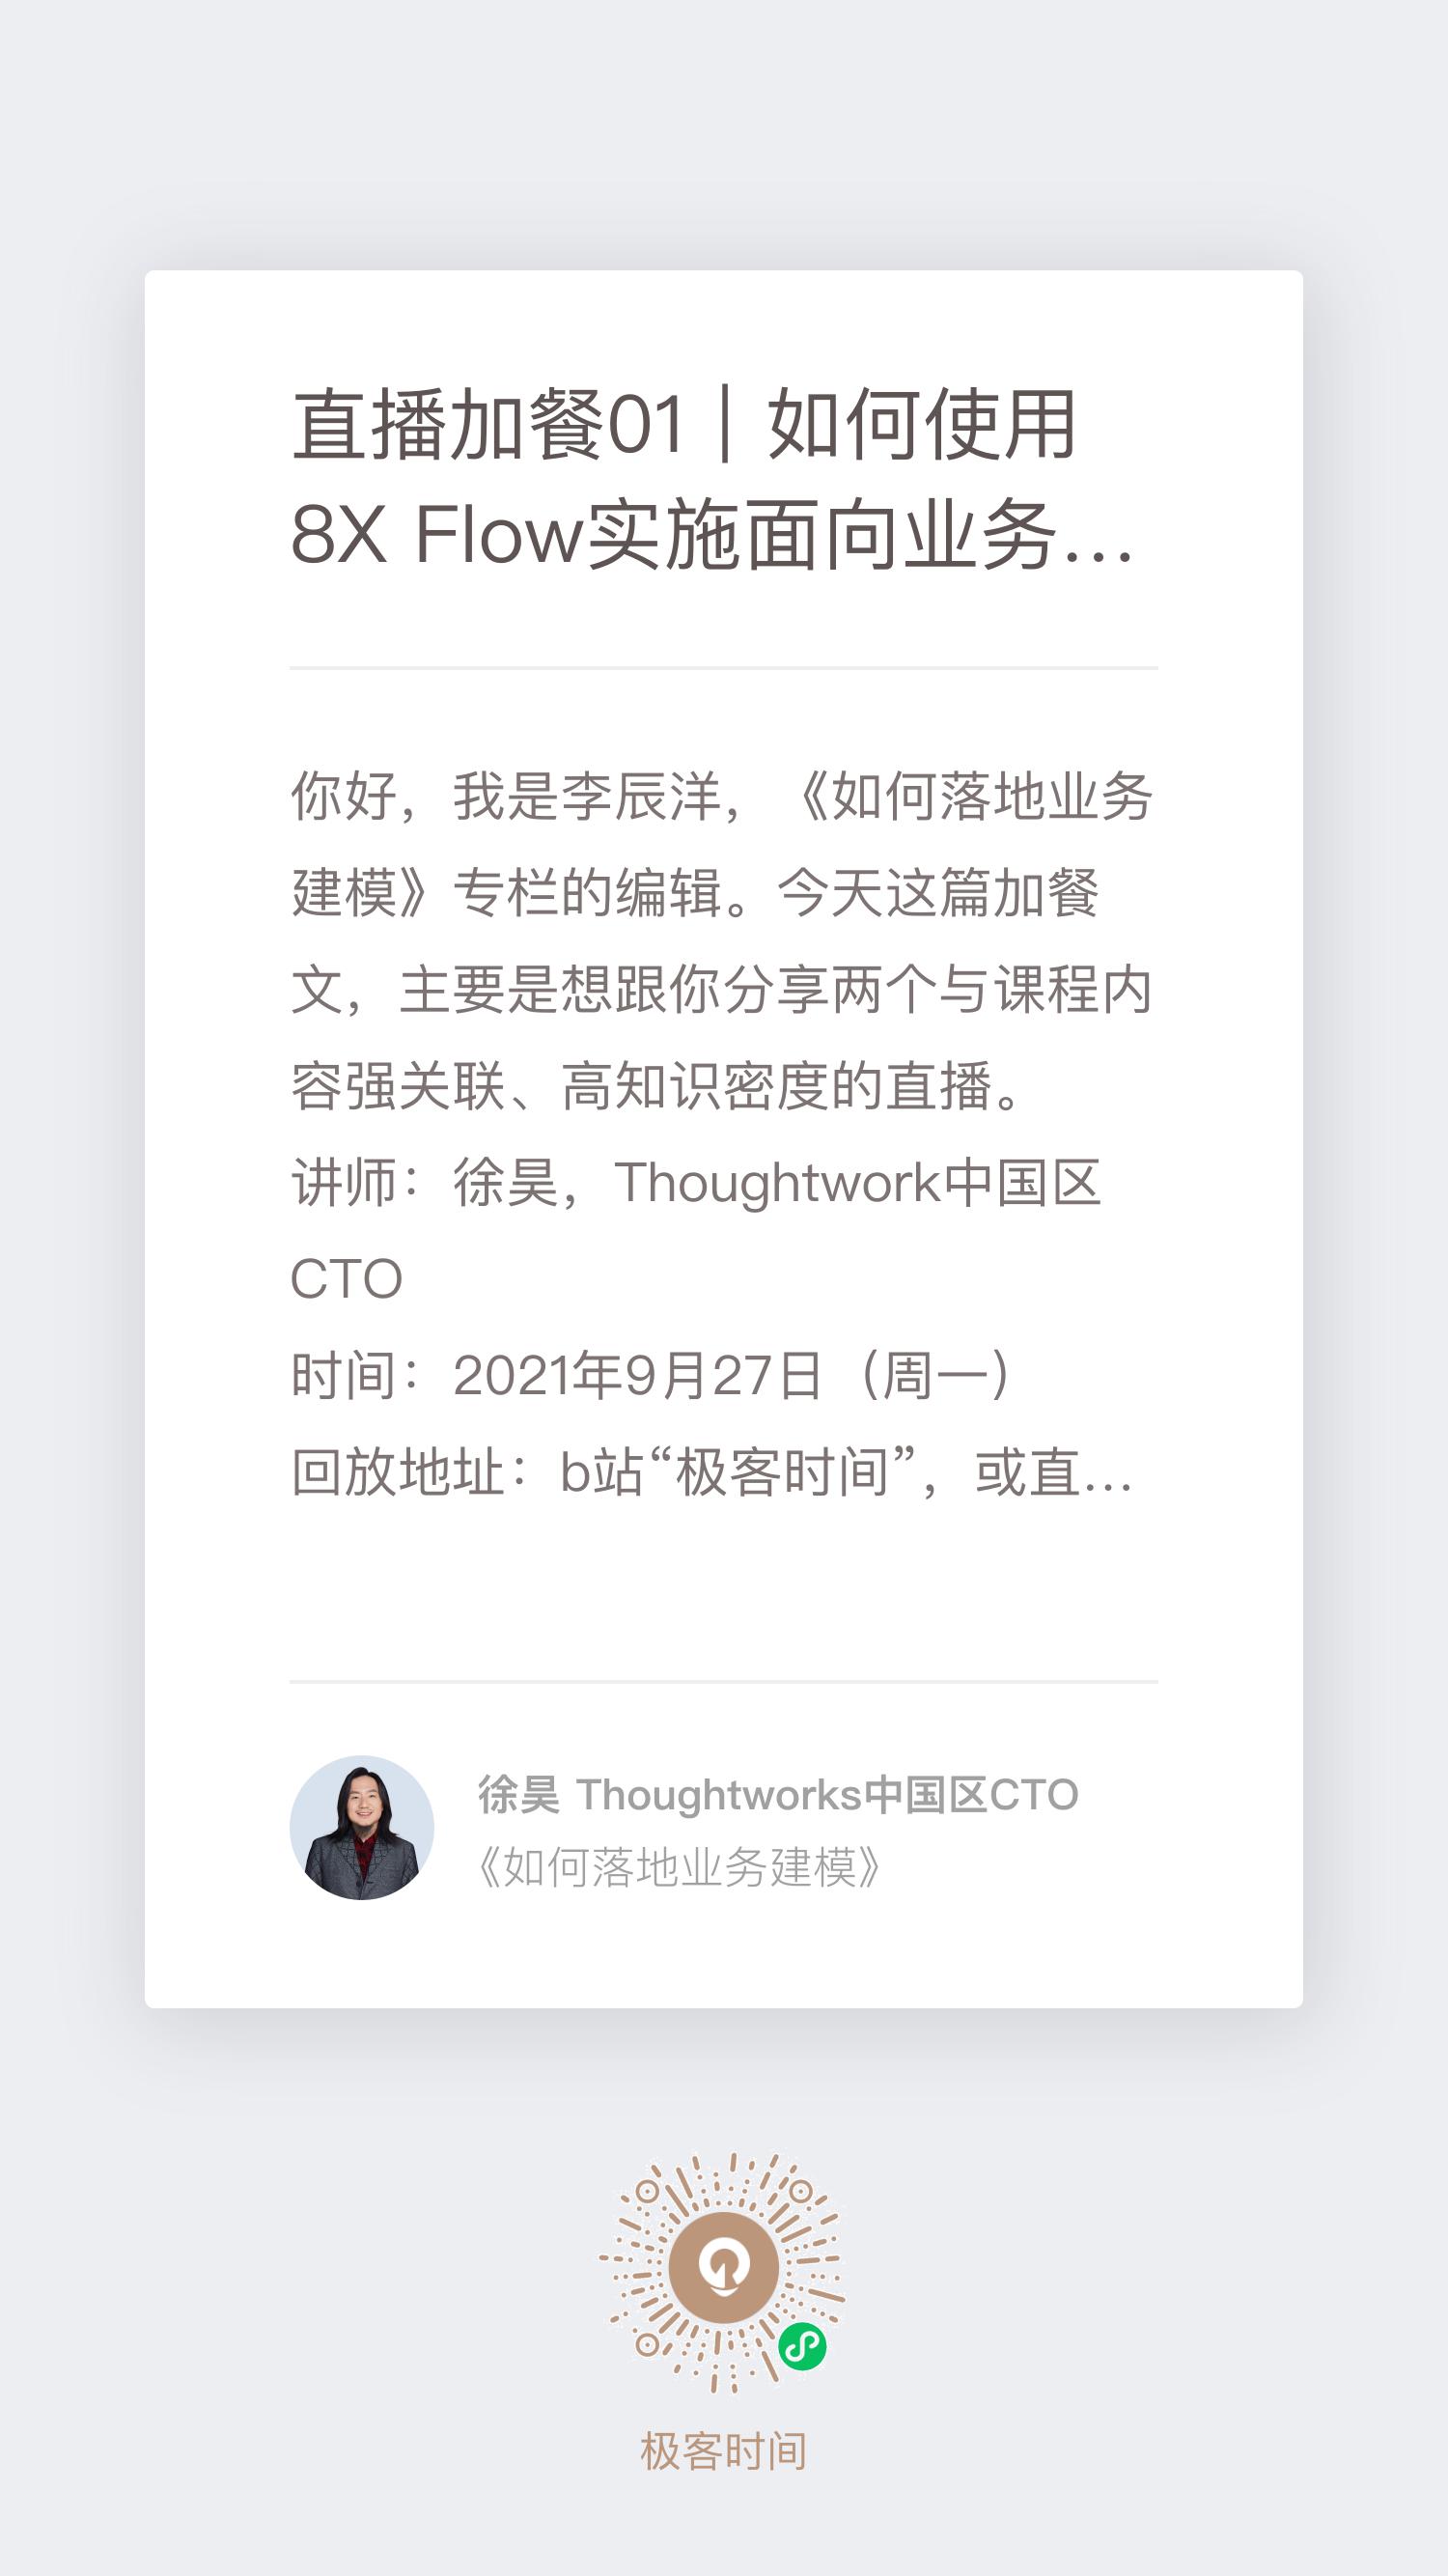 直播加餐01｜如何使用
8X Flow实施面向业务...
你好，我是李辰洋，《如何落地业务
建模》专栏的编辑。今天这篇加餐
文，主要是想跟你分享两个与课程内
容强关联、高知识密度的直播。
讲师：徐昊，Thoughtwork中国区
CTO
时间：2021年9月27日（周一）
回放地址：b站“极客时间”，或直...
徐昊 Thoughtworks中国区CTO
《如何落地业务建模》
极客时间